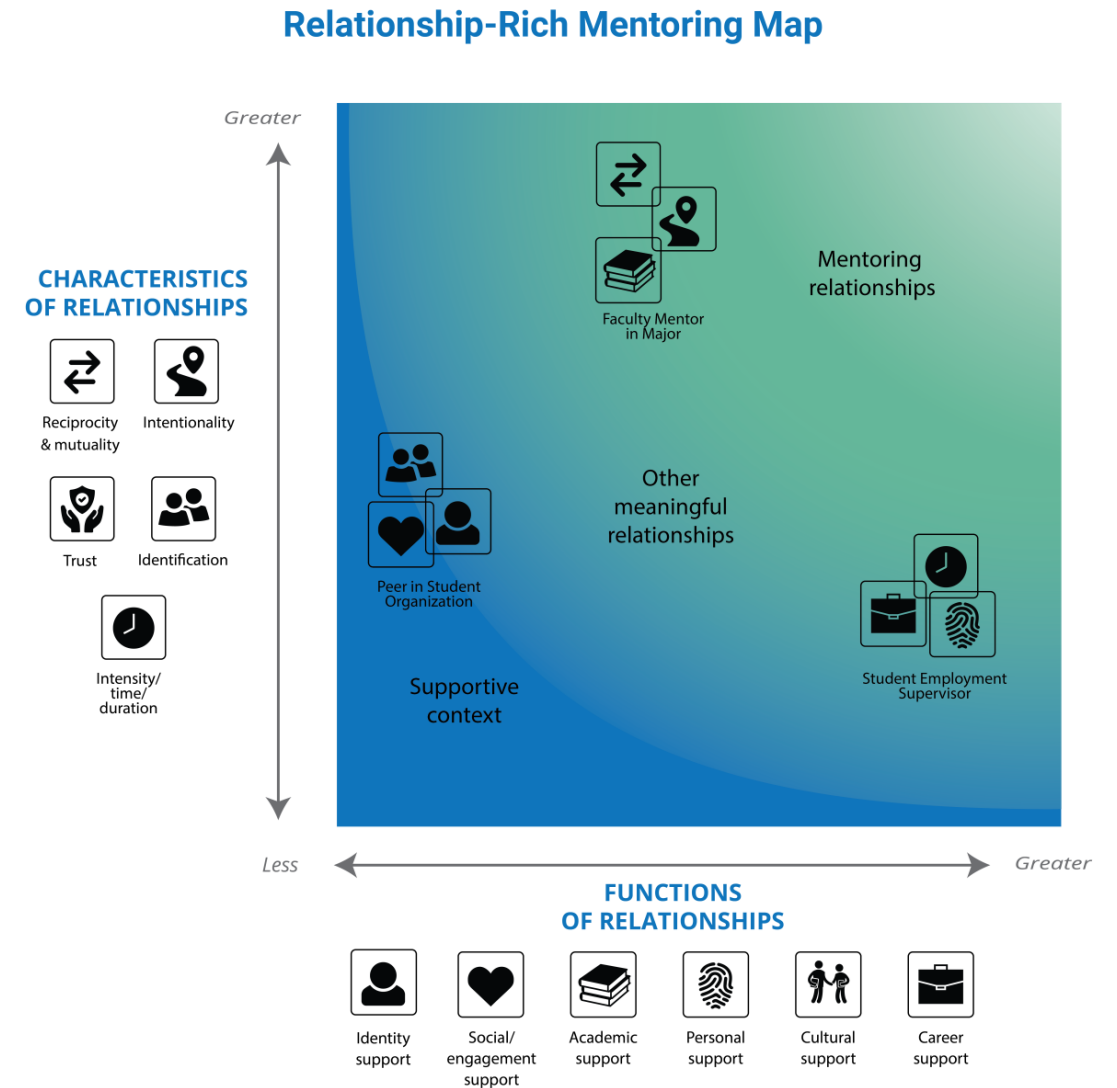 Relationship-Rich Mentoring Map
Greater
CHARACTERISTICS
OF RELATIONSHIPS
Reciprocity
& mutuality
Intentionality
Trust
Identification
Intensity/
time/
duration
Faculty Mentor
in Major
Mentoring
relationships
Other
meaningful
relationships
Peer in Student
Organization
Student Employment
Supervisor
Supportive
context
Less
Greater
FUNCTIONS
OF RELATIONSHIPS
Identity
support
Social/
engagement
support
Academic
support
Personal
support
Cultural
support
Career
support